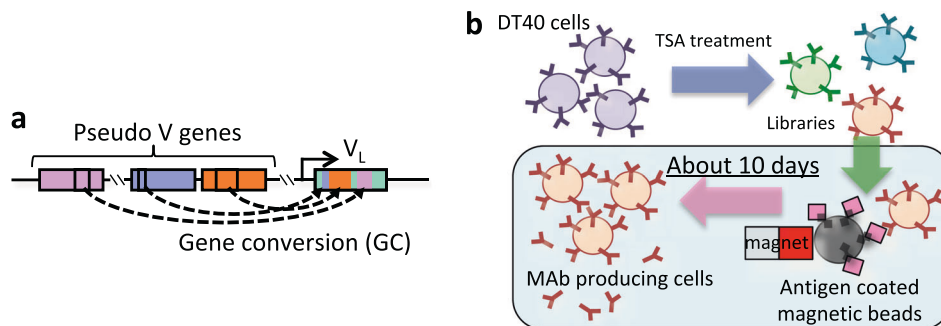 a
Pseudo V genes
VL
Gene conversion (GC)
b
DT40 cells
TSA treatment
Libraries
About 10 days
magnet
MAb producing cells
Antigen coated
magnetic beads